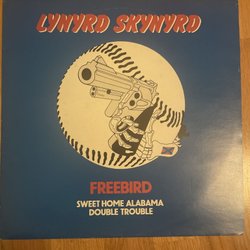 LYNYRD SKYNYRD
FREEBIRD
SWEET HOME ALABAMA
DOUBLE TROUBLE